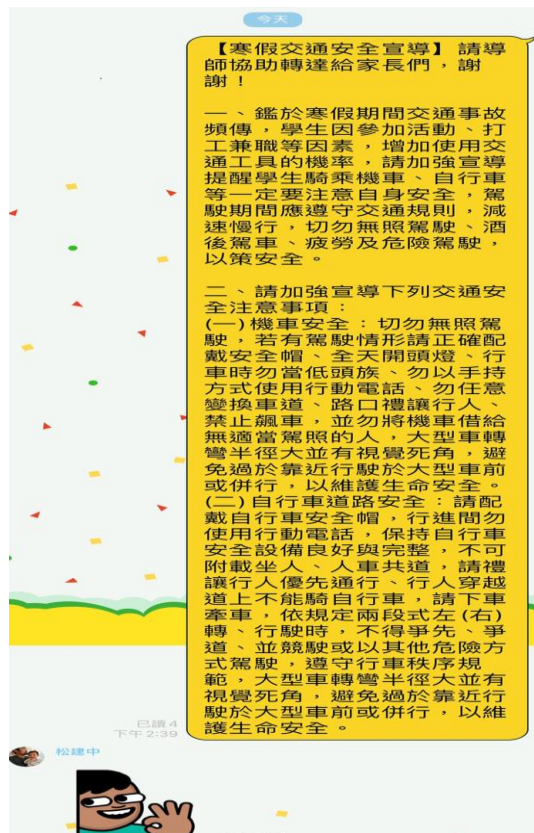 今天
【寒假交通安全宣導】請導
師協助轉達給家長們，謝
謝！
一、鑑於寒假期間交通事故
頻傳，學生因參加活動、打
工兼職等因素，增加使用交
通工具的機率，請加強宣導
提醒學生騎乘機車、自行車
等一定要注意自身安全，駕
駛期間應遵守交通規則，減
速慢行，切勿無照駕駛、酒
後駕車、疲勞及危險駕駛，
以策安全。
二、請加強宣導下列交通安
全注意事項：
(一)機車安全：切勿無照駕
駛，若有駕駛情形請正確配
戴安全帽、全天開頭燈、行
車時勿當低頭族、勿以手持
方式使用行動電話、勿任意
變換車道、路口禮讓行人、
禁止飆車，並勿將機車借給
無適當駕照的人，大型車轉
彎半徑大並有視覺死角，避
免過於靠近行駛於大型車前
或併行，以維護生命安全。
(二)自行車道路安全：請配
戴自行車安全帽，行進間勿
使用行動電話，保持自行車
安全設備良好與完整，不可
附載坐人、人車共道，請禮
讓行人優先通行、行人穿越
道上不能騎自行車，請下車
牽車，依規定兩段式左(右)
轉、行駛時，不得爭先、爭
道、並競駛或以其他危險方
式駕駛，遵守行車秩序規
範，大型車轉彎半徑大並有
視覺死角，避免過於靠近行
駛於大型車前或併行，以維
護生命安全。
已讀 4
下午 2:39
松建中